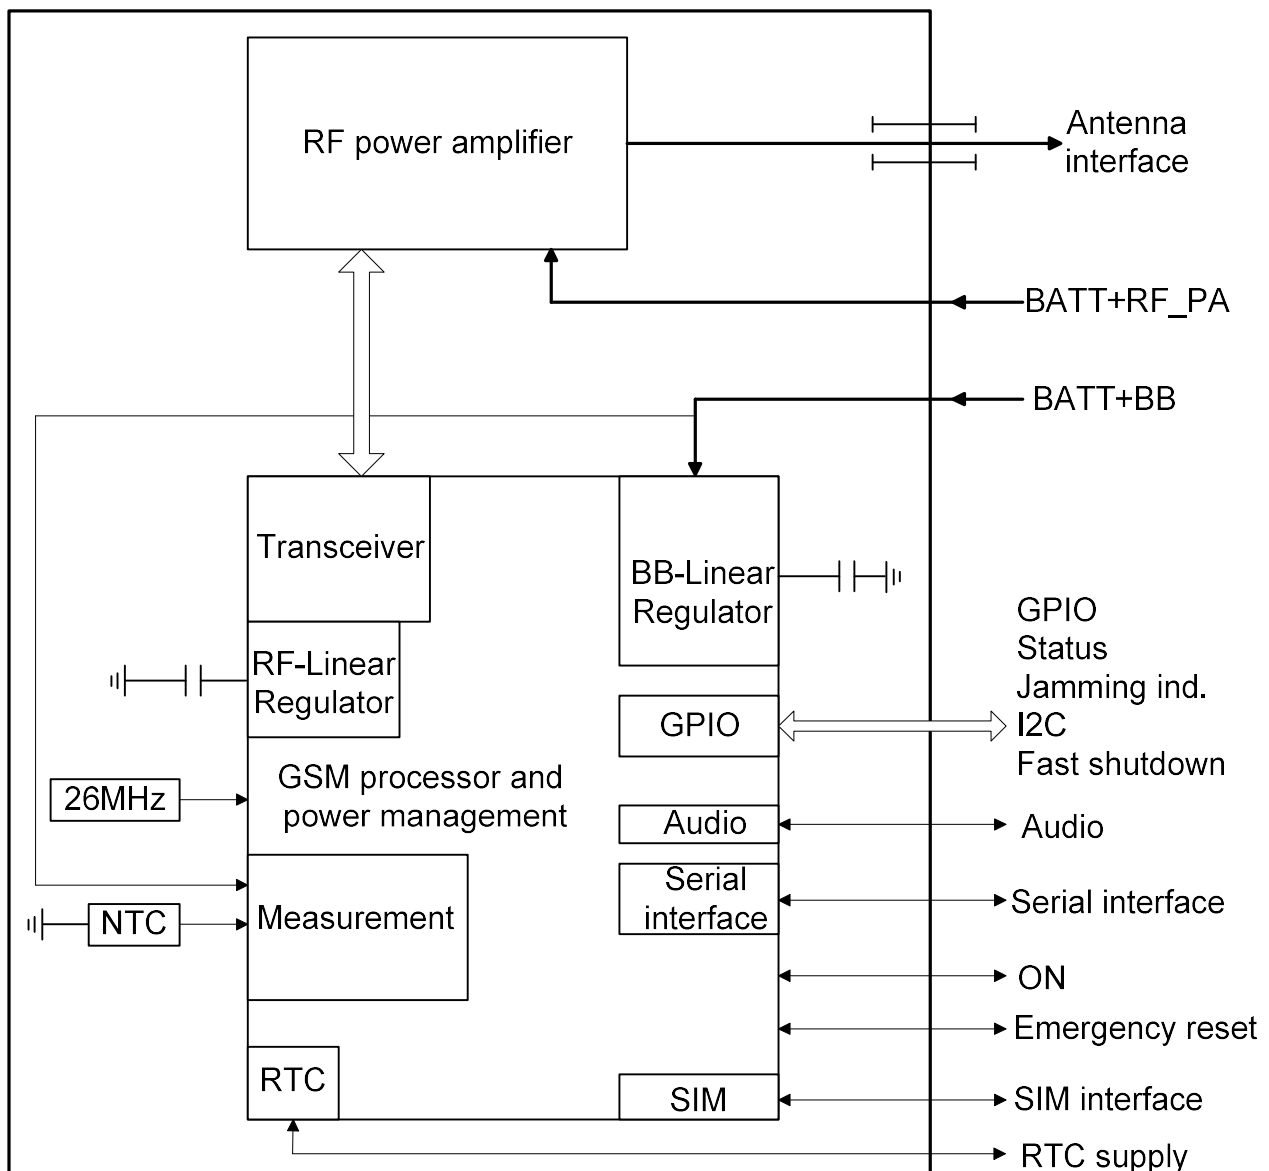 RF power amplifier
Antenna
interface
BATT+RF_PA
BATT+BB
Transceiver
BB-Linear
Regulator
RF-Linear
Regulator
GPIO
GPIO
Status
Jamming ind.
I2C
Fast shutdown
GSM processor and
power management
26MHz
Audio
Audio
Serial
interface
Serial interface
Measurement
NTC
ON
Emergency reset
RTC
SIM
SIM interface
RTC supply